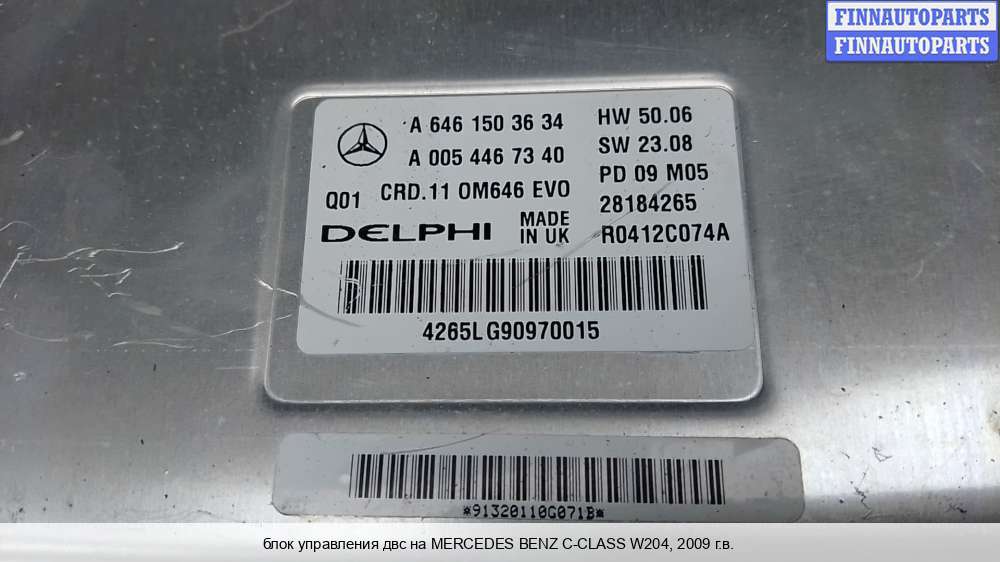 FINNAUTOPARTS
FINNAUTOPARTS
A 646 150 36 34
A 005 446 73 40
Q01 CRD.11 OM646 EVO
DELPHI MADE IN UK
HW 50.06
SW 23.08
PD 09 M05
28184265
R0412C074A
4265LG90970015
*91320110G071B*
блок управления двс на MERCEDES BENZ C-CLASS W204, 2009 г.в.